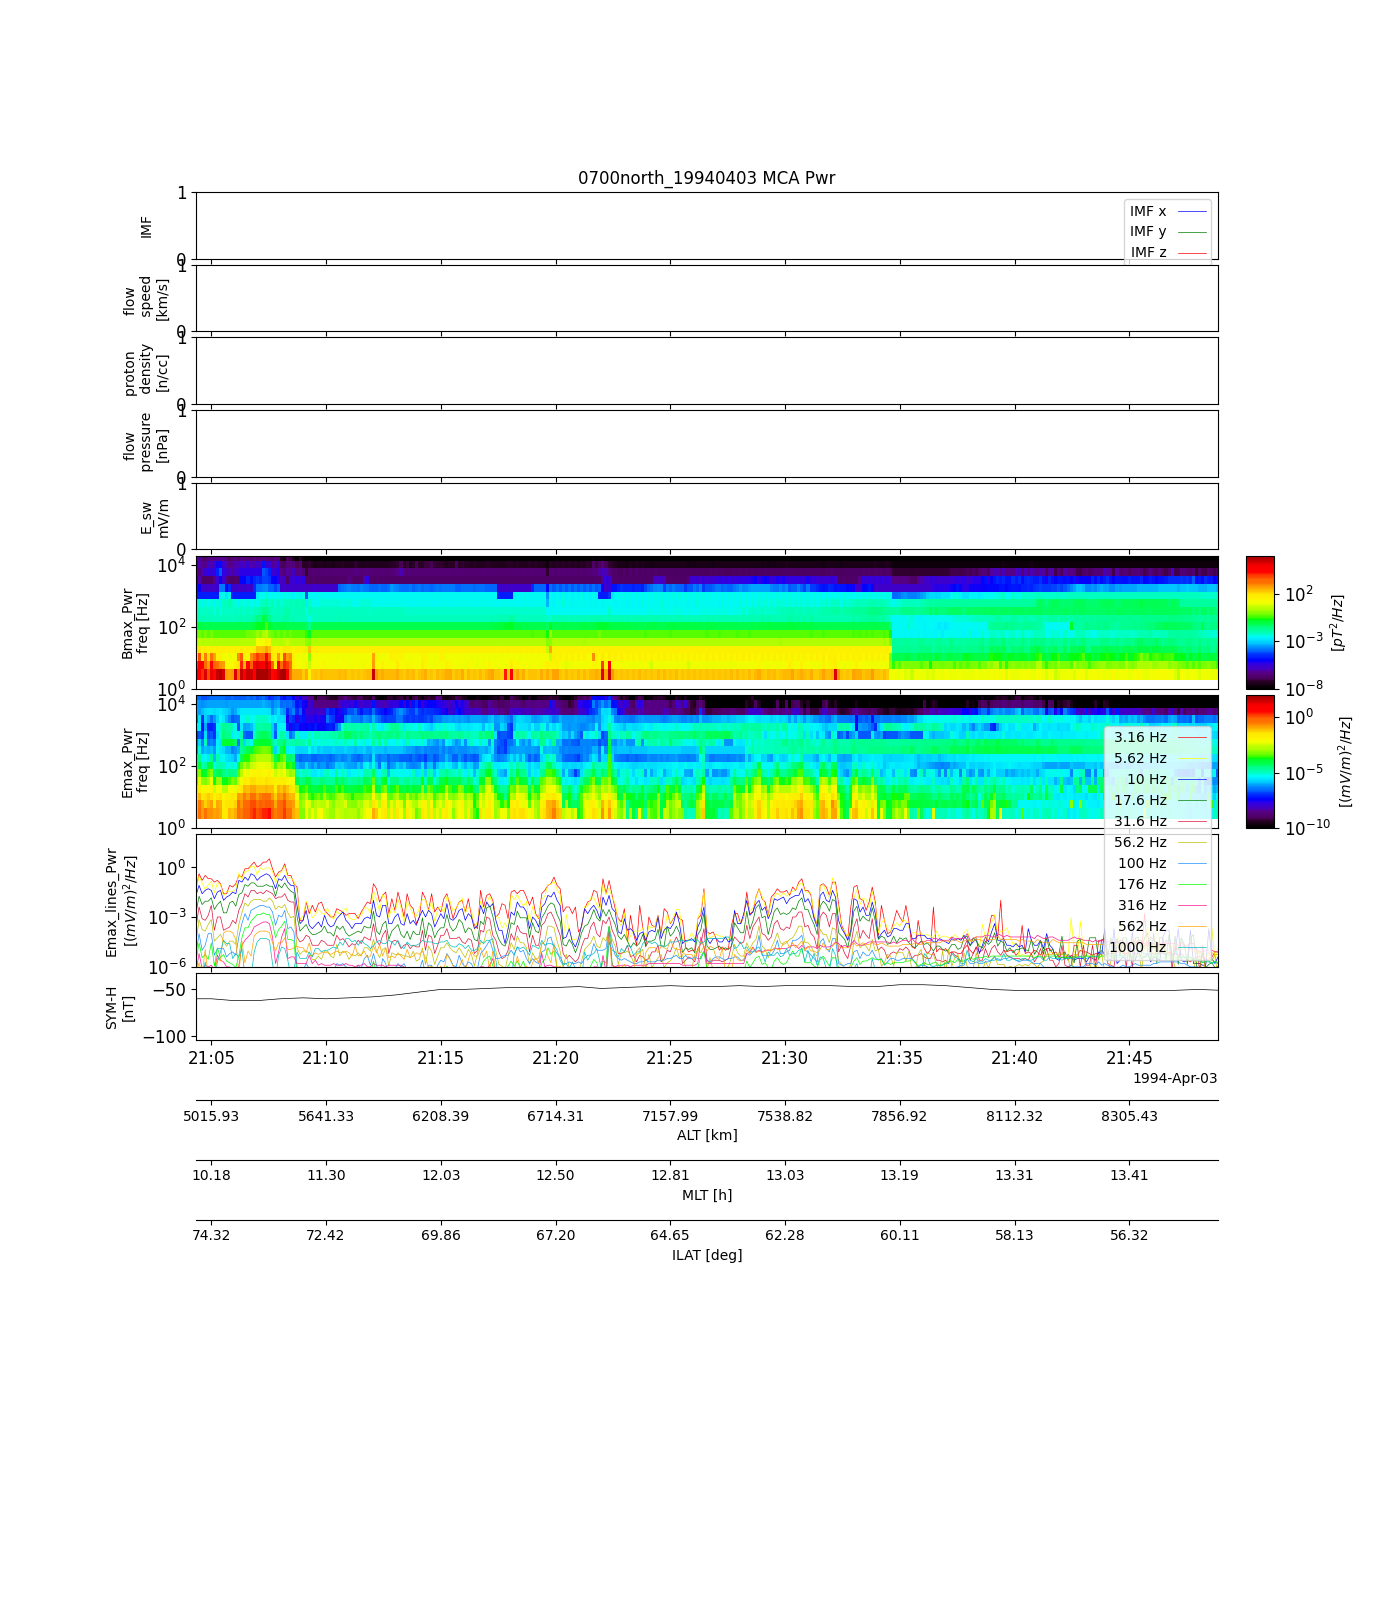 0700north_19940403 MCA Pwr
1
IMF
0
IMF x
IMF y
IMF z
1
flow
speed
[km/s]
0
1
proton
density
[n/cc]
0
1
flow
pressure
[nPa]
0
1
E_sw
mV/m
0
10^4
10^2
10^0
Bmax_Pwr
freq [Hz]
10^2
10^-3
10^-8
[pT^2/Hz]
10^4
10^2
10^0
Emax_Pwr
freq [Hz]
10^0
10^-5
10^-10
[(mV/m)^2/Hz]
3.16 Hz
5.62 Hz
10 Hz
17.6 Hz
31.6 Hz
56.2 Hz
100 Hz
176 Hz
316 Hz
562 Hz
1000 Hz
10^0
10^-3
10^-6
Emax_lines_Pwr
[(mV/m)^2/Hz]
−50
−100
SYM-H
[nT]
21:05 21:10 21:15 21:20 21:25 21:30 21:35 21:40 21:45
1994-Apr-03
5015.93 5641.33 6208.39 6714.31 7157.99 7538.82 7856.92 8112.32 8305.43
ALT [km]
10.18 11.30 12.03 12.50 12.81 13.03 13.19 13.31 13.41
MLT [h]
74.32 72.42 69.86 67.20 64.65 62.28 60.11 58.13 56.32
ILAT [deg]